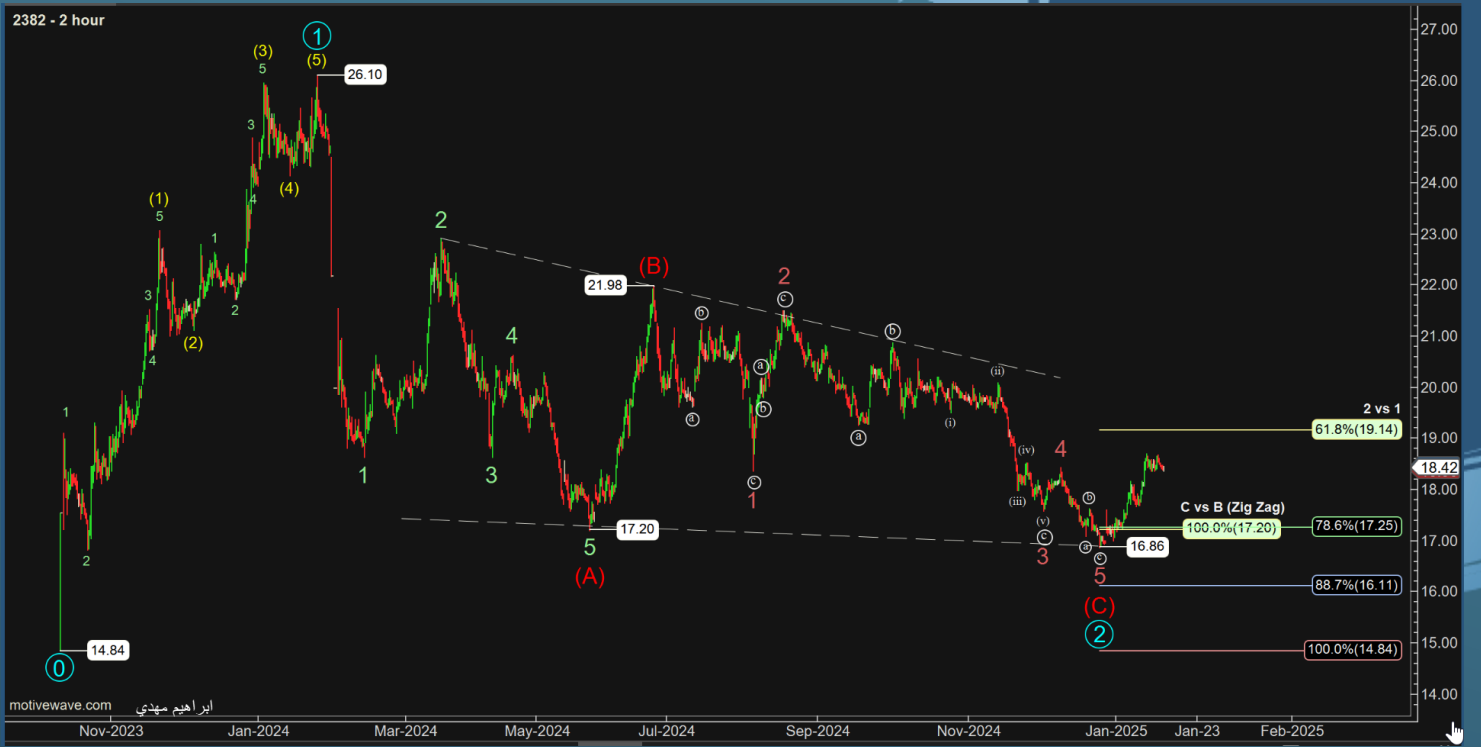 2382 - 2 hour
1
(3)
(5)
5
26.10
3
(1)
5
4
(4)
2
1
(B)
21.98
2
3
2
(2)
4
c
b
b
4
1
a
(ii)
2 vs 1
61.8%(19.14)
b
a
(i)
a
(iv)
4
18.42
1
3
c
1
(iii)
b
C vs B (Zig Zag)
17.20
(v)
100.0%(17.20)
78.6%(17.25)
2
5
c
a
16.86
3
c
(A)
5
88.7%(16.11)
(C)
2
14.84
100.0%(14.84)
0
motivewave.com ابراهيم مهدي
27.00
26.00
25.00
24.00
23.00
22.00
21.00
20.00
19.00
18.00
17.00
16.00
15.00
14.00
Nov-2023 Jan-2024 Mar-2024 May-2024 Jul-2024 Sep-2024 Nov-2024 Jan-2025 Jan-23 Feb-2025